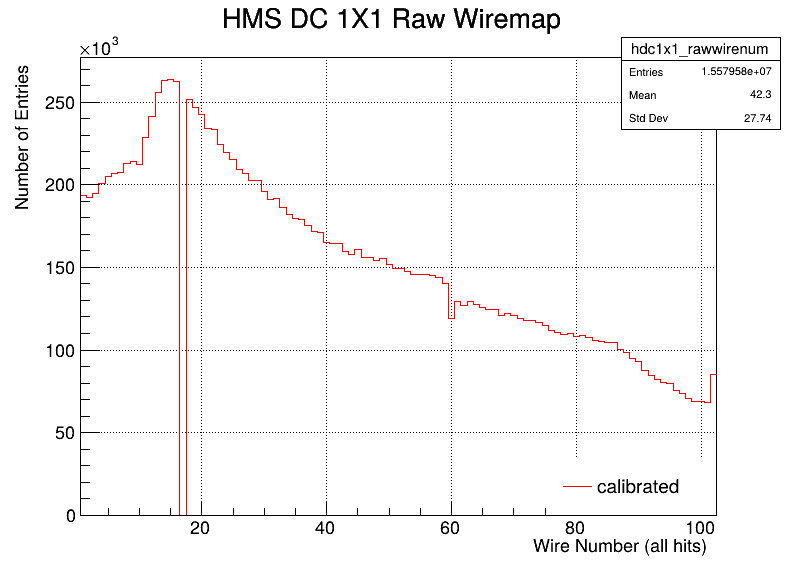 HMS DC 1X1 Raw Wiremap
×10³
hdc1x1_rawwirenum
Entries 1.557958e+07
Mean 42.3
Std Dev 27.74
Number of Entries
250
200
150
100
50
0
calibrated
20 40 60 80 100
Wire Number (all hits)